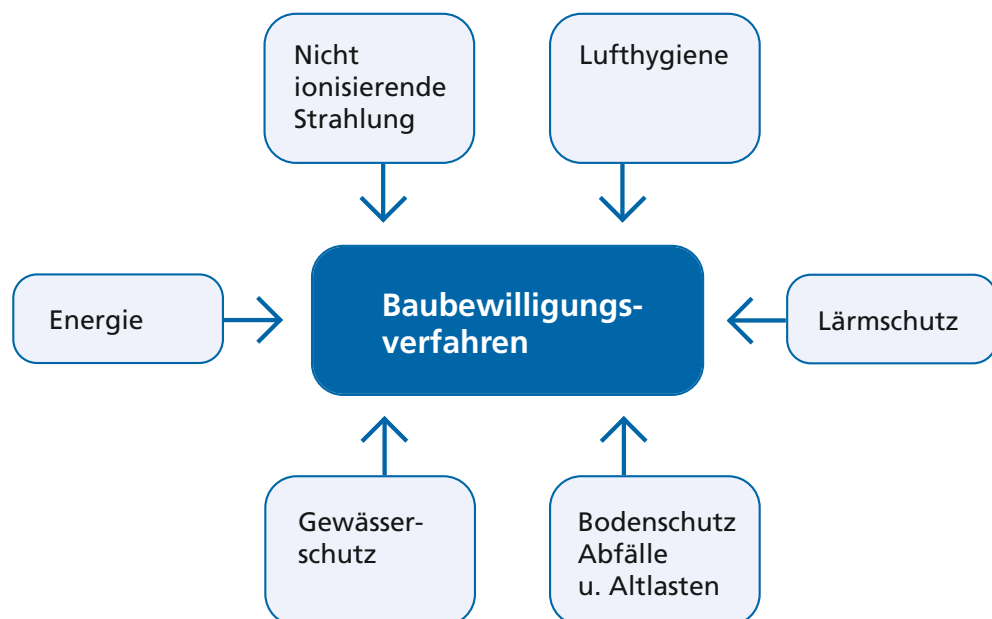 Nicht
ionisierende
Strahlung
Lufthygiene
Energie
Baubewilligungs-
verfahren
Lärmschutz
Gewässer-
schutz
Bodenschutz
Abfälle
u. Altlasten